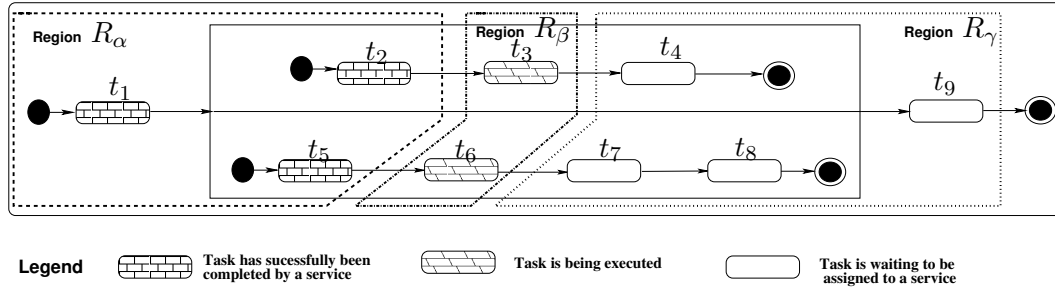 Region Rα
Region Rβ
Region Rγ
t2
t3
t4
t1
t9
t5
t6
t7
t8
Legend
Task has sucessfully been
completed by a service
Task is being executed
Task is waiting to be
assigned to a service